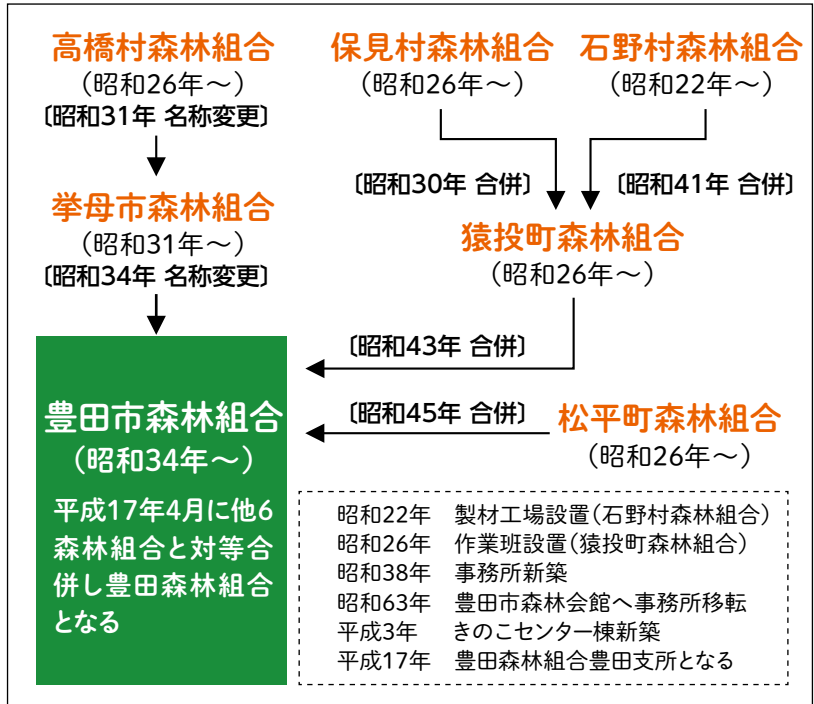 高橋村森林組合
（昭和26年～）
〔昭和31年 名称変更〕
挙母市森林組合
（昭和31年～）
〔昭和34年 名称変更〕
保見村森林組合
（昭和26年～）
石野村森林組合
（昭和22年～）
〔昭和30年 合併〕
〔昭和41年 合併〕
猿投町森林組合
（昭和26年～）
〔昭和43年 合併〕
豊田市森林組合
（昭和34年～）
平成17年4月に他6
森林組合と対等合
併し豊田森林組合
となる
〔昭和45年 合併〕
松平町森林組合
（昭和26年～）
昭和22年　製材工場設置（石野村森林組合）
昭和26年　作業班設置（猿投町森林組合）
昭和38年　事務所新築
昭和63年　豊田市森林会館へ事務所移転
平成3年　きのこセンター棟新築
平成17年　豊田森林組合豊田支所となる